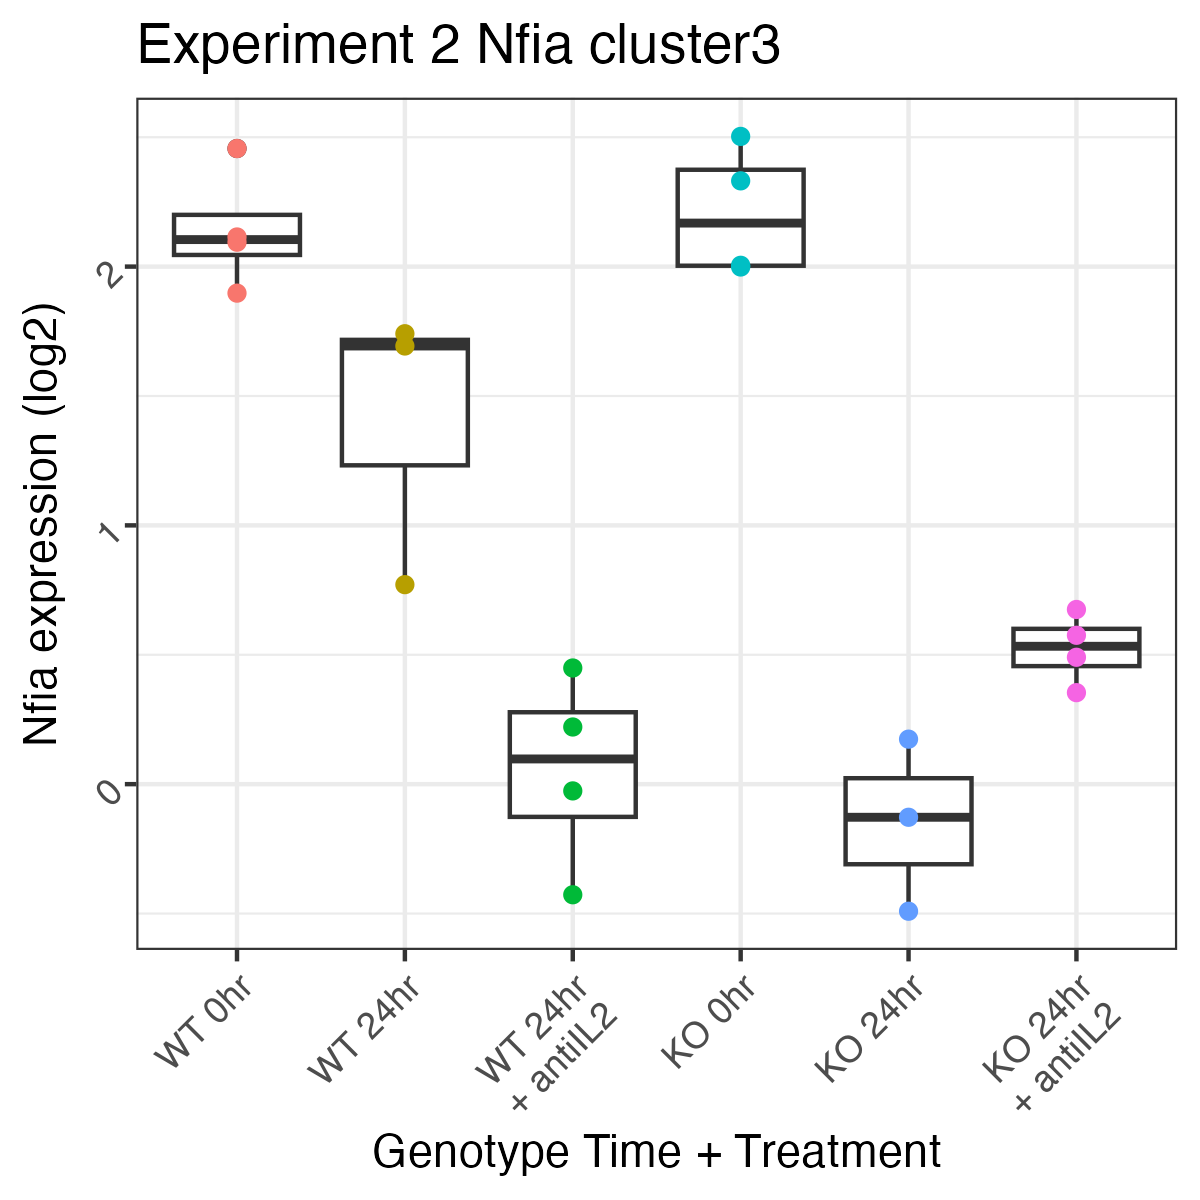 Experiment 2 Nfia cluster3
Nfia expression (log2)
2
1
0
WT 0hr
WT 24hr
WT 24hr
+ antiIL2
KO 0hr
KO 24hr
KO 24hr
+ antiIL2
Genotype Time + Treatment